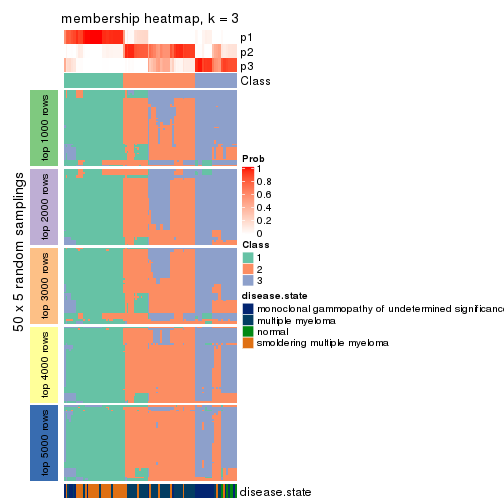 membership heatmap, k = 3
p1
p2
p3
Class
50 x 5 random samplings
top 1000 rows
top 2000 rows
top 3000 rows
top 4000 rows
top 5000 rows
Prob
1
0.8
0.6
0.4
0.2
0
Class
1
2
3
disease.state
monoclonal gammopathy of undetermined significance
multiple myeloma
normal
smoldering multiple myeloma
disease.state